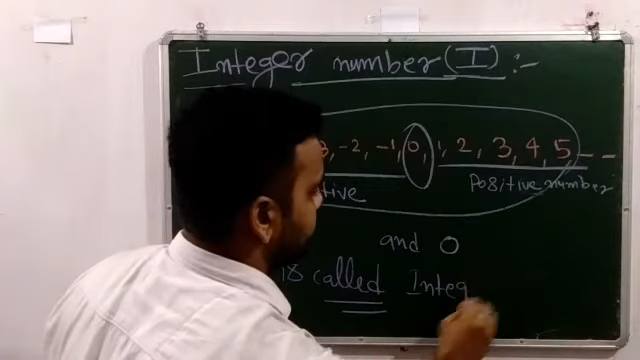 Integer number (I) :-
-2, -1, 0, 1, 2, 3, 4, 5, - -
tive Positive number
and 0
is called Integ